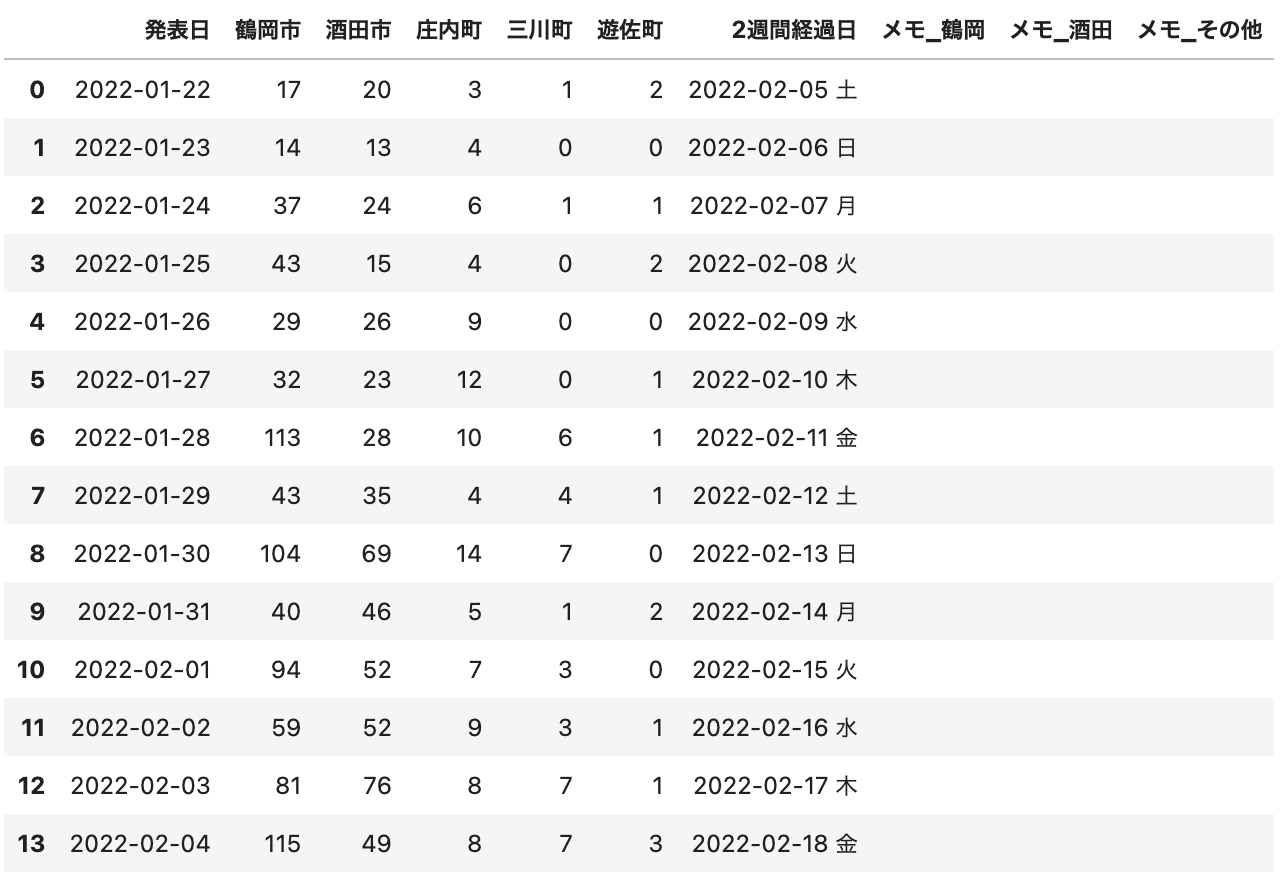 発表日 鶴岡市 酒田市 庄内町 三川町 遊佐町 2週間経過日 メモ_鶴岡 メモ_酒田 メモ_その他
0 2022-01-22 17 20 3 1 2 2022-02-05 土
1 2022-01-23 14 13 4 0 0 2022-02-06 日
2 2022-01-24 37 24 6 1 1 2022-02-07 月
3 2022-01-25 43 15 4 0 2 2022-02-08 火
4 2022-01-26 29 26 9 0 0 2022-02-09 水
5 2022-01-27 32 23 12 0 1 2022-02-10 木
6 2022-01-28 113 28 10 6 1 2022-02-11 金
7 2022-01-29 43 35 4 4 1 2022-02-12 土
8 2022-01-30 104 69 14 7 0 2022-02-13 日
9 2022-01-31 40 46 5 1 2 2022-02-14 月
10 2022-02-01 94 52 7 3 0 2022-02-15 火
11 2022-02-02 59 52 9 3 1 2022-02-16 水
12 2022-02-03 81 76 8 7 1 2022-02-17 木
13 2022-02-04 115 49 8 7 3 2022-02-18 金